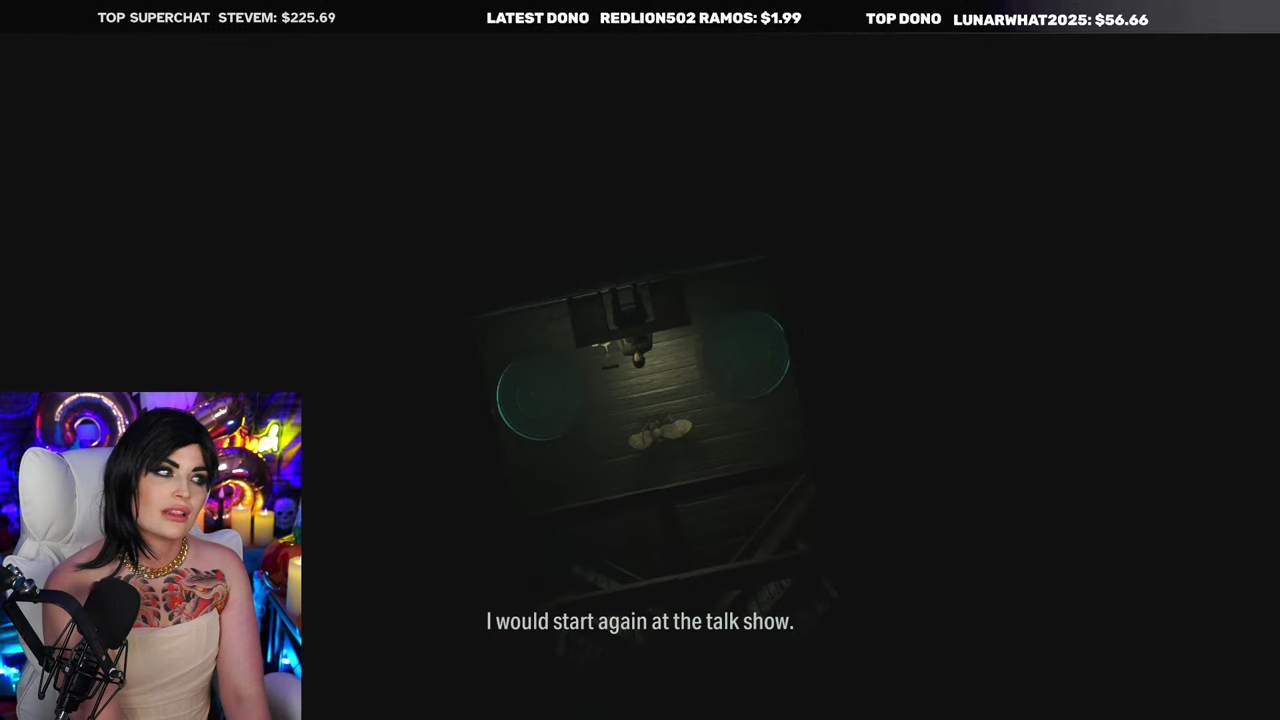 TOP SUPERCHAT STEVEM: $225.69
LATEST DONO REDLION502 RAMOS: $1.99
TOP DONO LUNARWHAT2025: $56.66
I would start again at the talk show.